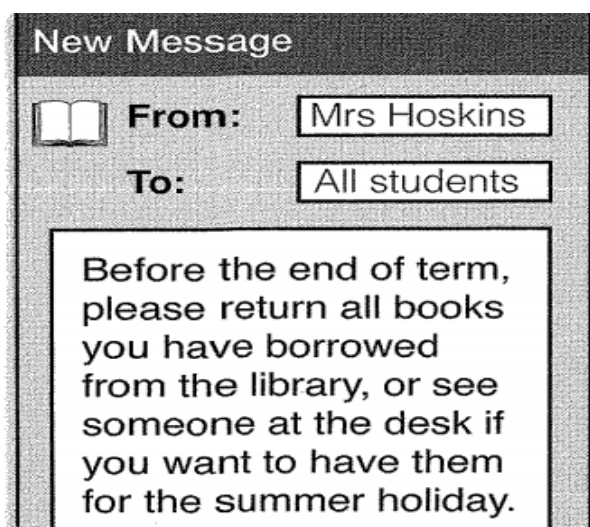 New Message
From: Mrs Hoskins
To: All students
Before the end of term,
please return all books
you have borrowed
from the library, or see
someone at the desk if
you want to have them
for the summer holiday.